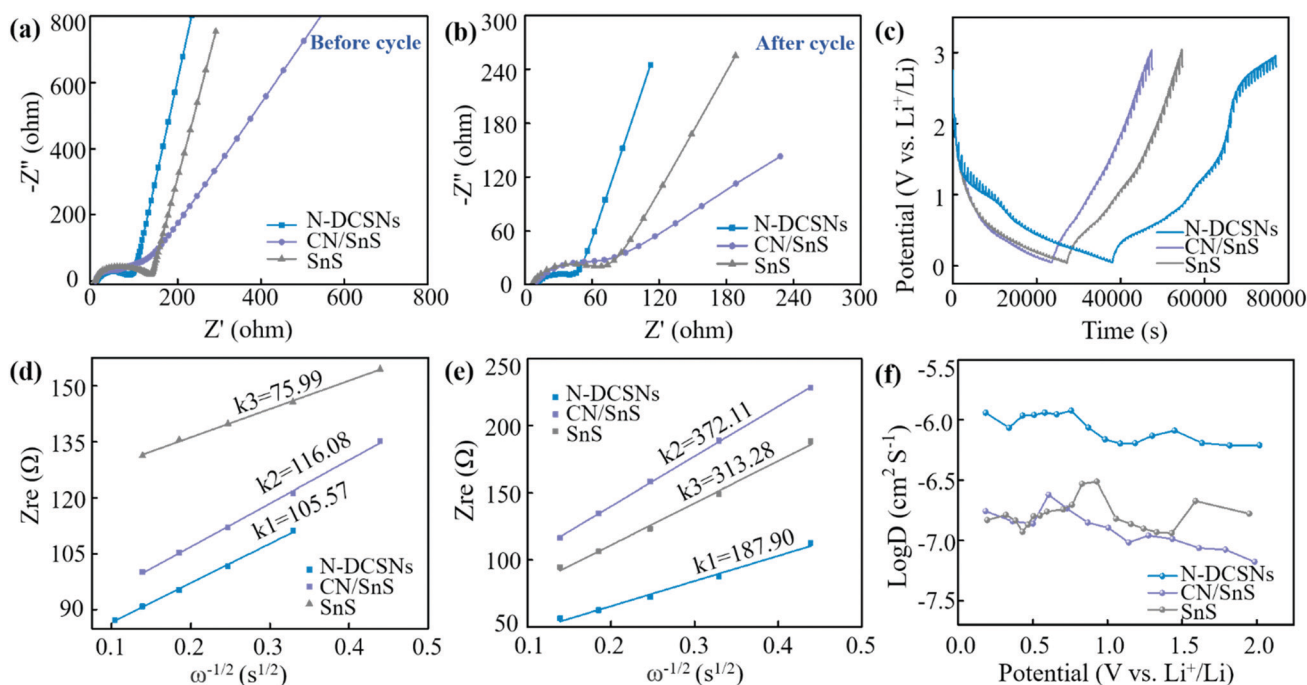 (a)
Before cycle
800
600
400
200
0
-Z'' (ohm)
N-DCSNs
CN/SnS
SnS
0 200 400 600 800
Z' (ohm)
(b)
After cycle
300
240
180
120
60
0
-Z'' (ohm)
N-DCSNs
CN/SnS
SnS
0 60 120 180 240 300
Z' (ohm)
(c)
3
2
1
0
Potential (V vs. Li⁺/Li)
N-DCSNs
CN/SnS
SnS
0 20000 40000 60000 80000
Time (s)
(d)
150
135
120
105
90
Zre (Ω)
k3=75.99
k2=116.08
k1=105.57
N-DCSNs
CN/SnS
SnS
0.1 0.2 0.3 0.4 0.5
ω⁻¹/² (s¹/²)
(e)
250
200
150
100
50
Zre (Ω)
N-DCSNs
CN/SnS
SnS
k2=372.11
k3=313.28
k1=187.90
0.1 0.2 0.3 0.4 0.5
ω⁻¹/² (s¹/²)
(f)
-5.5
-6.0
-6.5
-7.0
-7.5
LogD (cm² S⁻¹)
N-DCSNs
CN/SnS
SnS
0.0 0.5 1.0 1.5 2.0
Potential (V vs. Li⁺/Li)